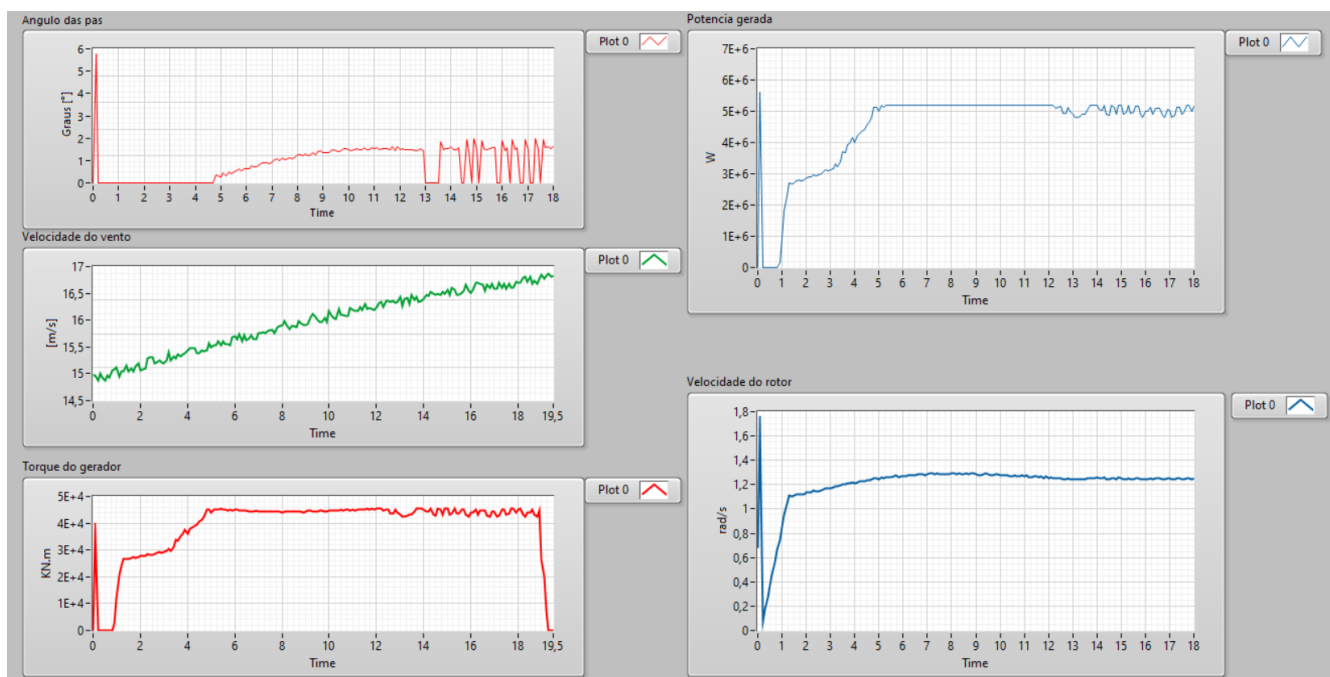 Angulo das pas
Plot 0
6
5
4
3
2
1
0
Graus [°]
0 1 2 3 4 5 6 7 8 9 10 11 12 13 14 15 16 17 18
Time
Velocidade do vento
Plot 0
17
16,5
16
15,5
15
14,5
[m/s]
0 2 4 6 8 10 12 14 16 18 19,5
Time
Torque do gerador
Plot 0
5E+4
4E+4
3E+4
2E+4
1E+4
0
KN.m
0 2 4 6 8 10 12 14 16 18 19,5
Time
Potencia gerada
Plot 0
7E+6
6E+6
5E+6
4E+6
3E+6
2E+6
1E+6
0
W
0 1 2 3 4 5 6 7 8 9 10 11 12 13 14 15 16 17 18
Time
Velocidade do rotor
Plot 0
1,8
1,6
1,4
1,2
1
0,8
0,6
0,4
0,2
0
rad/s
0 1 2 3 4 5 6 7 8 9 10 11 12 13 14 15 16 17 18
Time